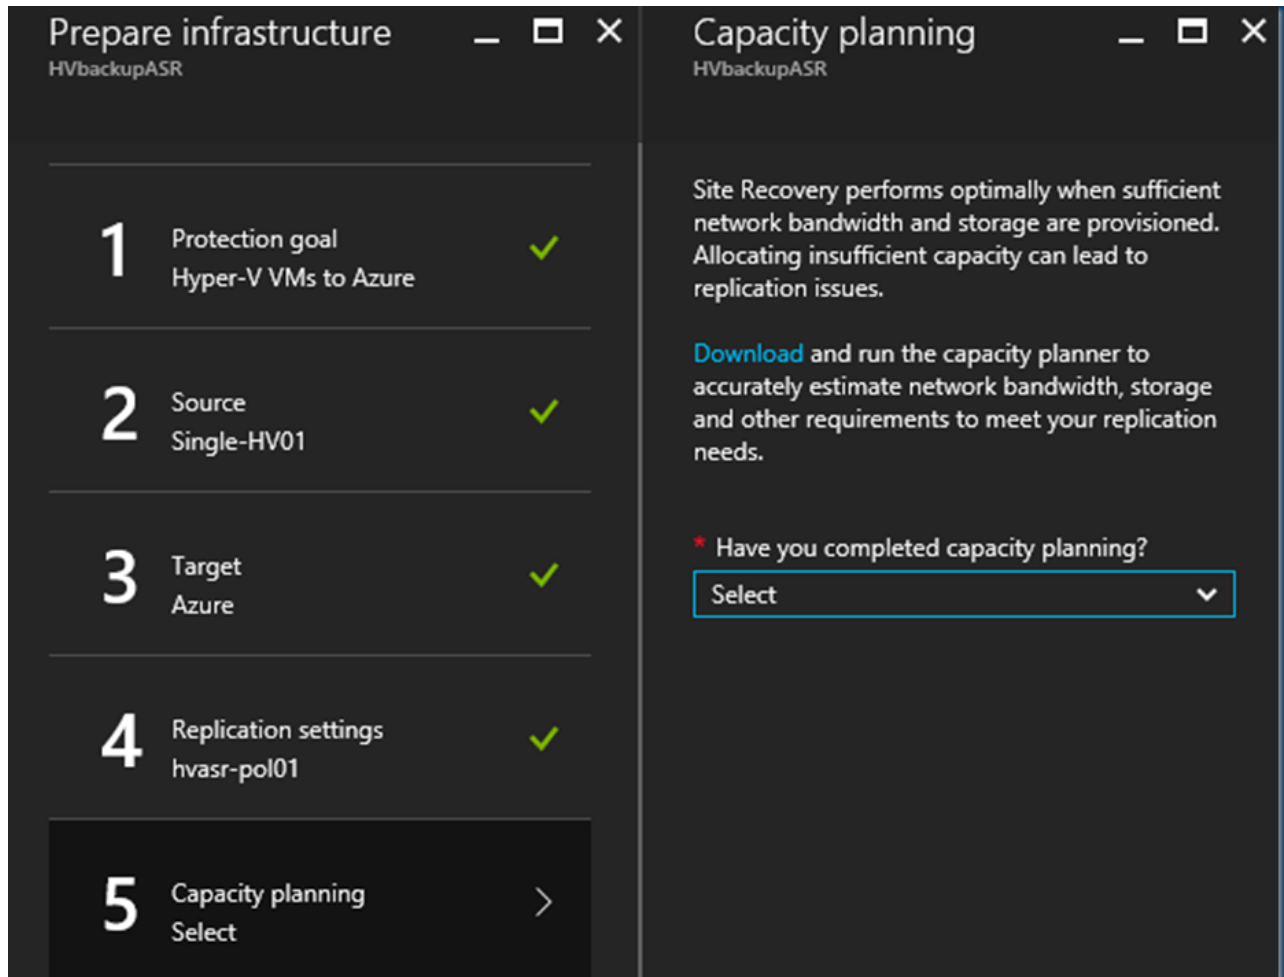 Prepare infrastructure
HVbackupASR
1
Protection goal
Hyper-V VMs to Azure
2
Source
Single-HV01
3
Target
Azure
4
Replication settings
hvasr-pol01
5
Capacity planning
Select
Capacity planning
HVbackupASR
Site Recovery performs optimally when sufficient
network bandwidth and storage are provisioned.
Allocating insufficient capacity can lead to
replication issues.
Download and run the capacity planner to
accurately estimate network bandwidth, storage
and other requirements to meet your replication
needs.
* Have you completed capacity planning?
Select